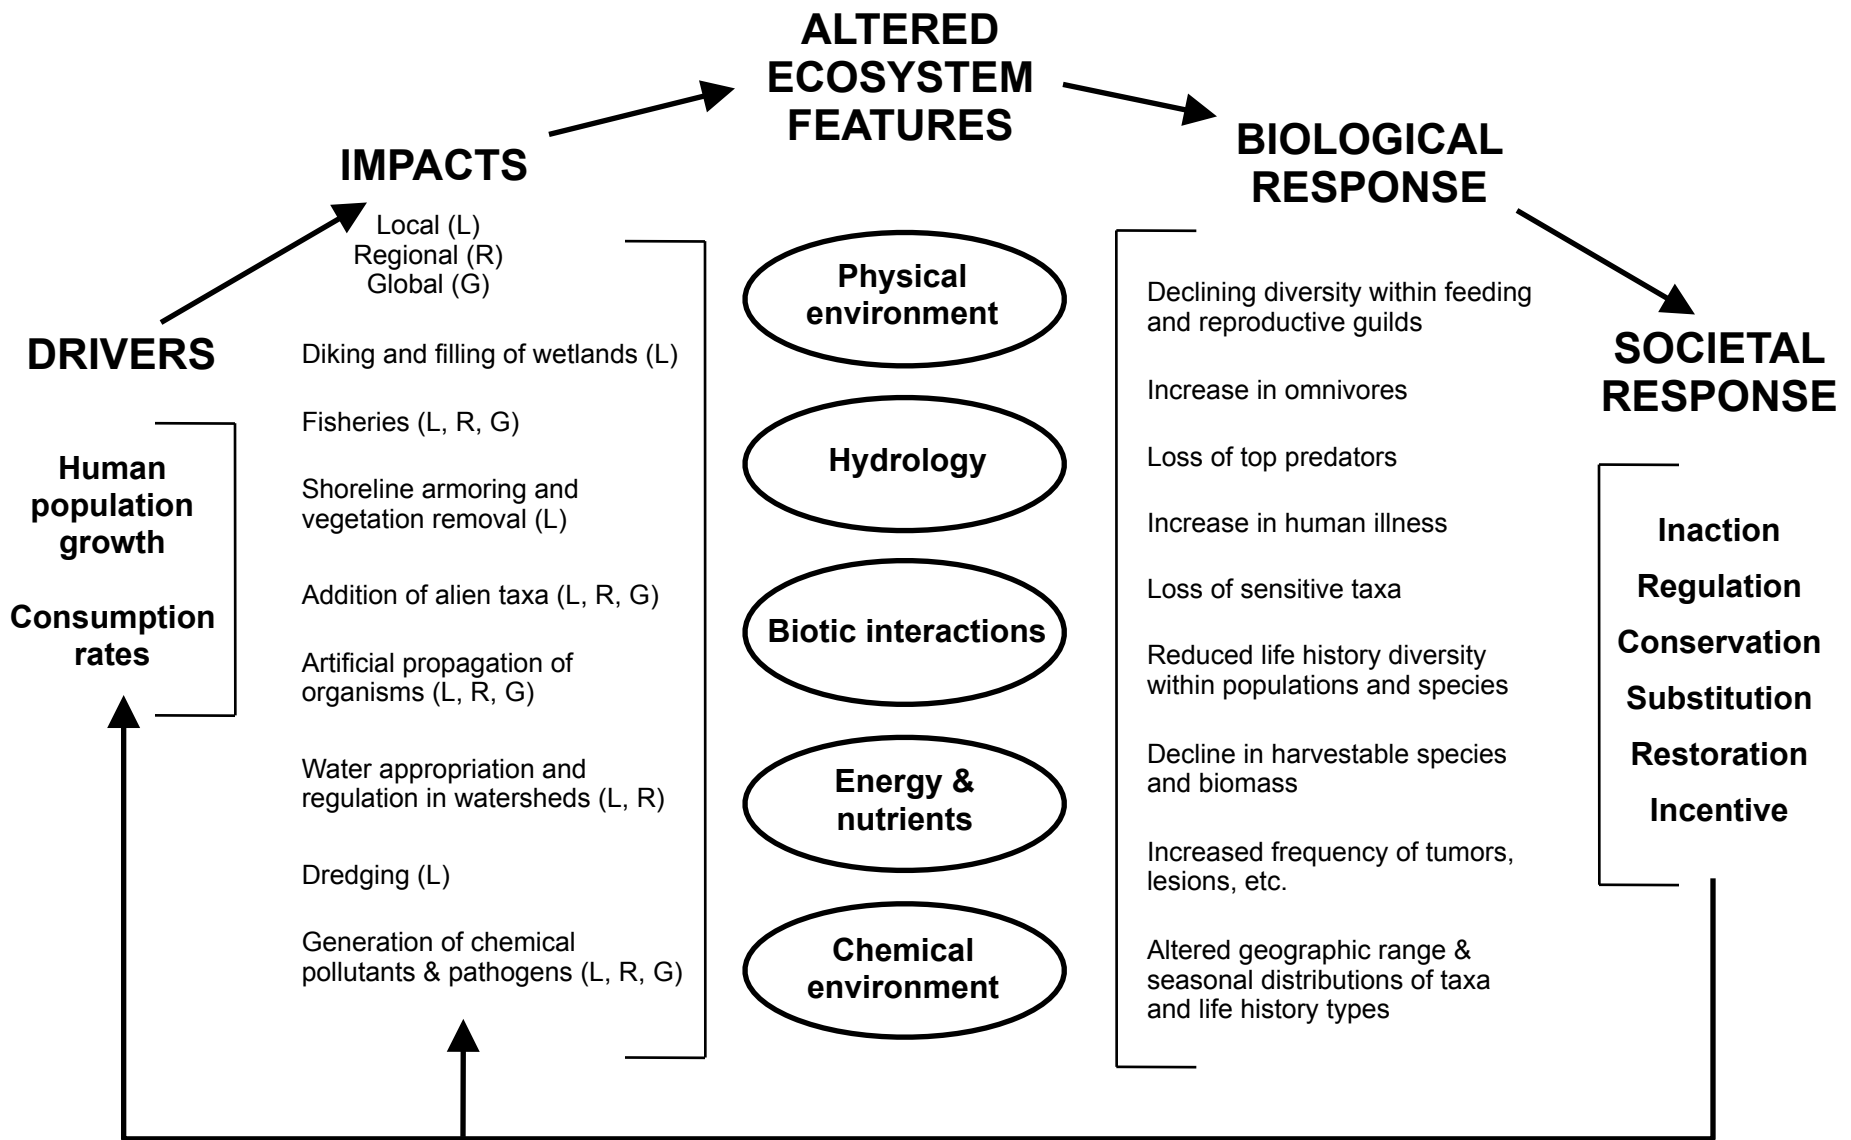 DRIVERS
Human
population
growth
Consumption
rates
IMPACTS
Local (L)
Regional (R)
Global (G)
Diking and filling of wetlands (L)
Fisheries (L, R, G)
Shoreline armoring and
vegetation removal (L)
Addition of alien taxa (L, R, G)
Artificial propagation of
organisms (L, R, G)
Water appropriation and
regulation in watersheds (L, R)
Dredging (L)
Generation of chemical
pollutants & pathogens (L, R, G)
ALTERED
ECOSYSTEM
FEATURES
Physical
environment
Hydrology
Biotic interactions
Energy &
nutrients
Chemical
environment
BIOLOGICAL
RESPONSE
Declining diversity within feeding
and reproductive guilds
Increase in omnivores
Loss of top predators
Increase in human illness
Loss of sensitive taxa
Reduced life history diversity
within populations and species
Decline in harvestable species
and biomass
Increased frequency of tumors,
lesions, etc.
Altered geographic range &
seasonal distributions of taxa
and life history types
SOCIETAL
RESPONSE
Inaction
Regulation
Conservation
Substitution
Restoration
Incentive